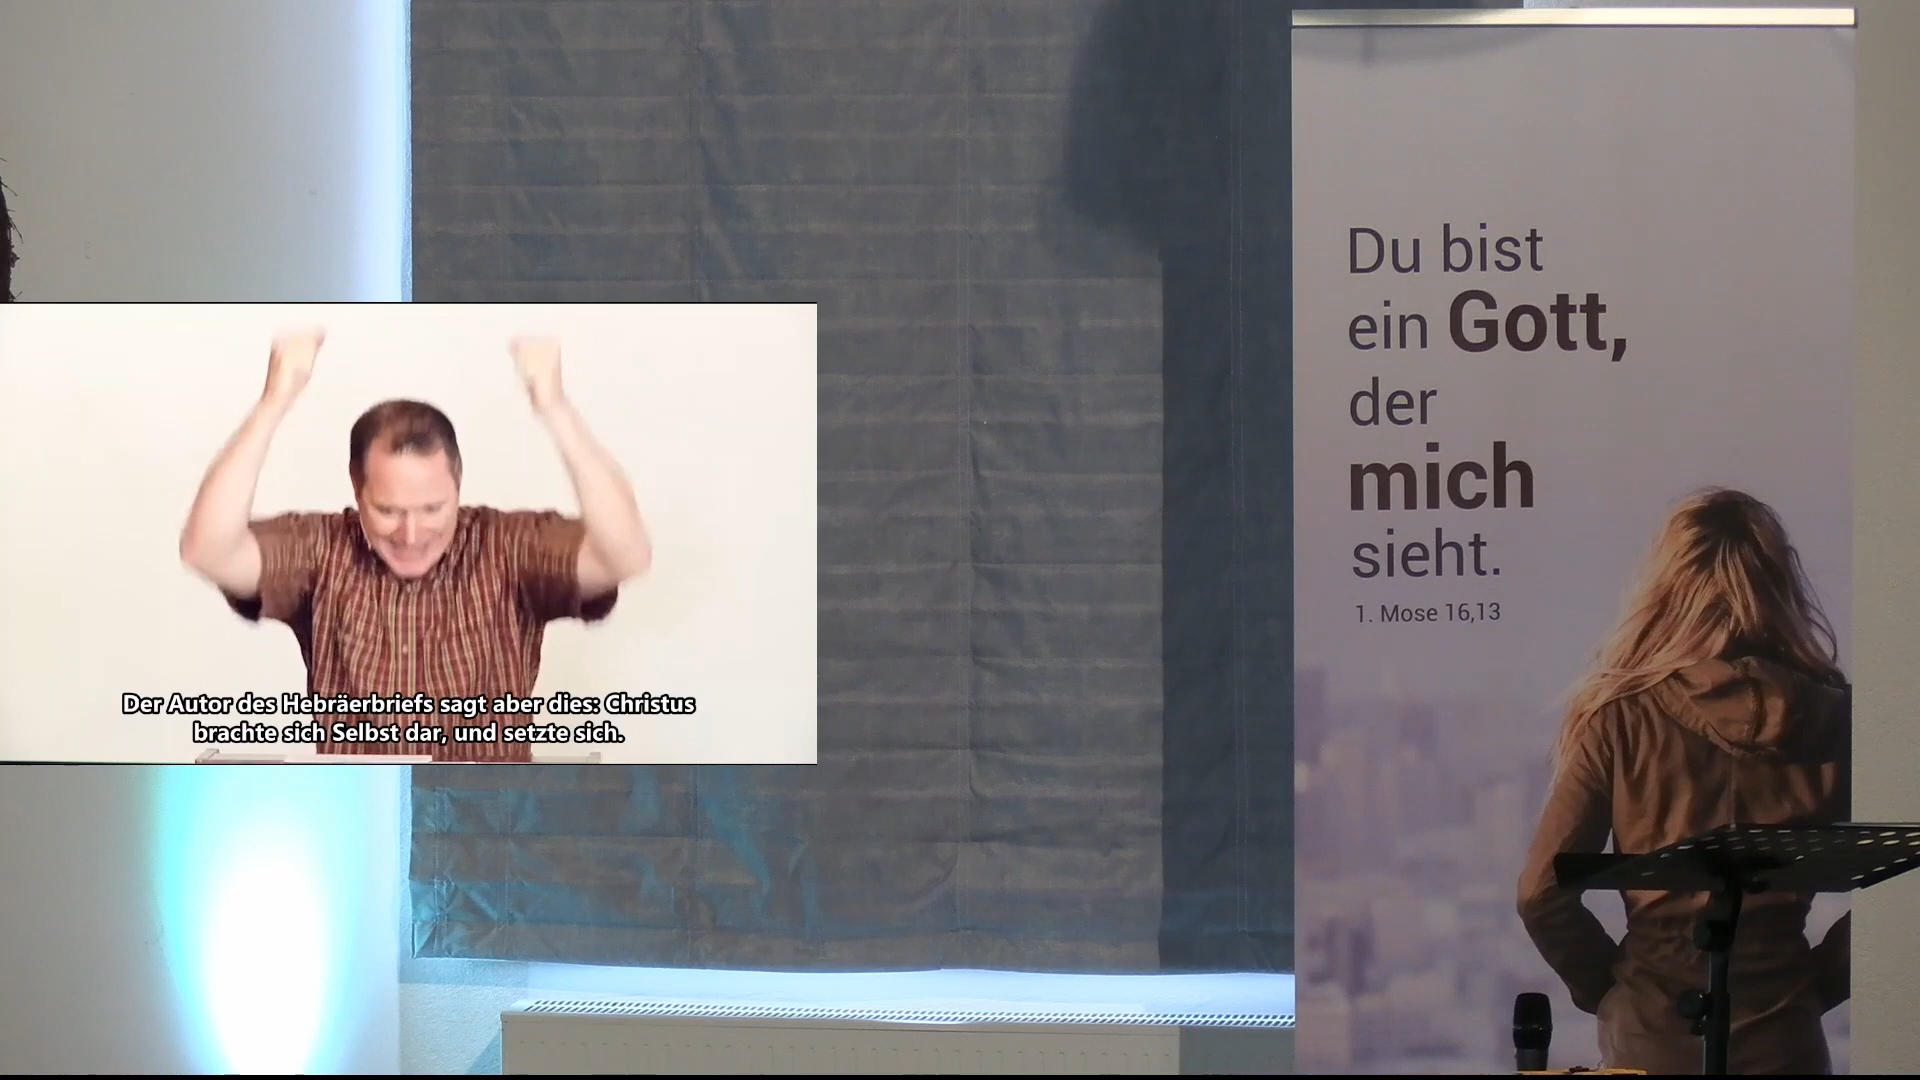 Du bist
ein Gott,
der
mich
sieht.
1. Mose 16,13
Der Autor des Hebräerbriefs sagt aber dies: Christus
brachte sich Selbst dar, und setzte sich.